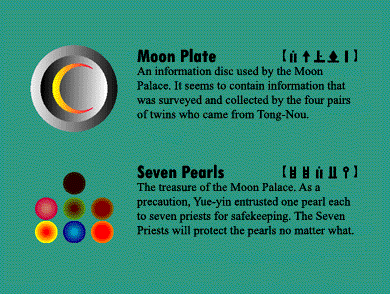 Moon Plate
An information disc used by the Moon
Palace. It seems to contain information that
was surveyed and collected by the four pairs
of twins who came from Tong-Nou.
Seven Pearls
The treasure of the Moon Palace. As a
precaution, Yue-yin entrusted one pearl each
to seven priests for safekeeping. The Seven
Priests will protect the pearls no matter what.